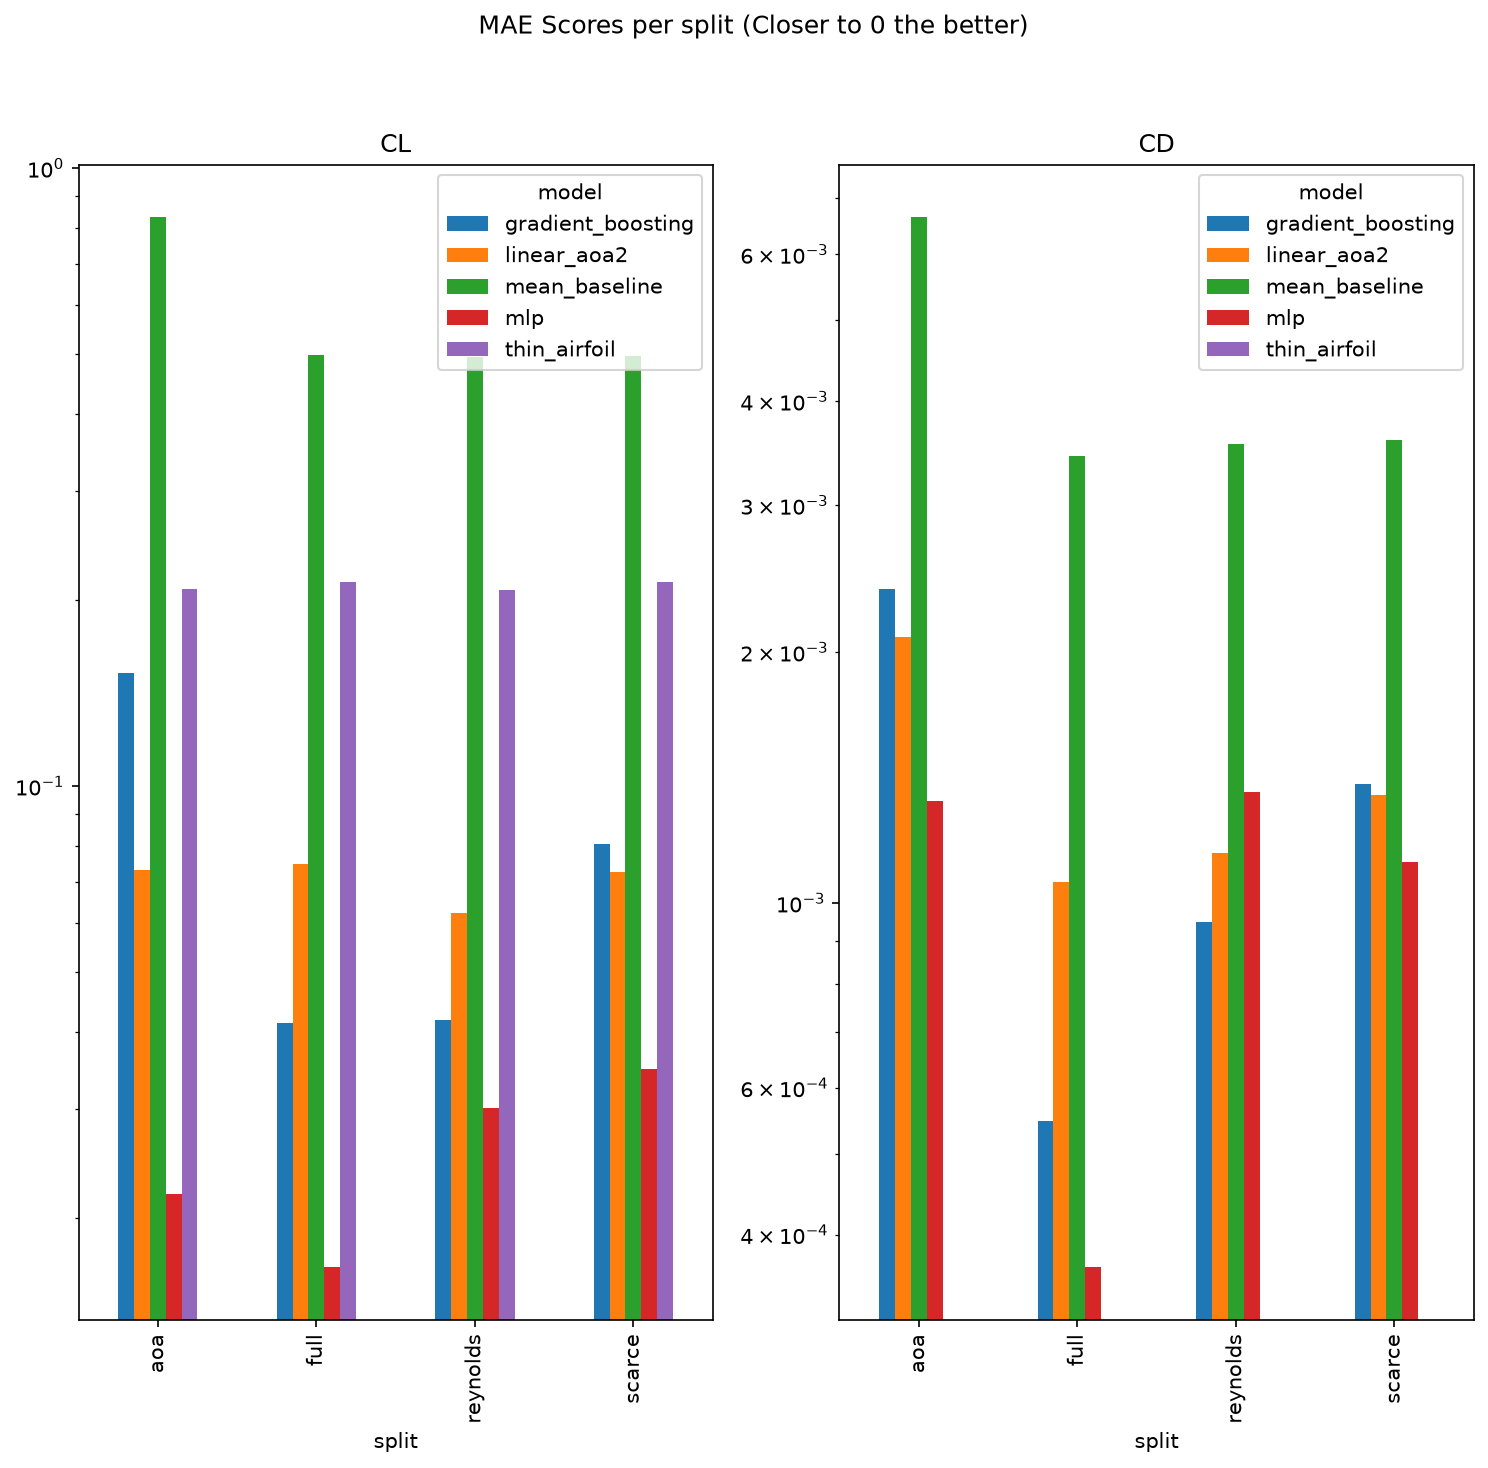 MAE Scores per split (Closer to 0 the better)
CL
10⁰
10⁻¹
model
gradient_boosting
linear_aoa2
mean_baseline
mlp
thin_airfoil
aoa
full
reynolds
scarce
split
CD
6 × 10⁻³
4 × 10⁻³
3 × 10⁻³
2 × 10⁻³
10⁻³
6 × 10⁻⁴
4 × 10⁻⁴
model
gradient_boosting
linear_aoa2
mean_baseline
mlp
thin_airfoil
aoa
full
reynolds
scarce
split